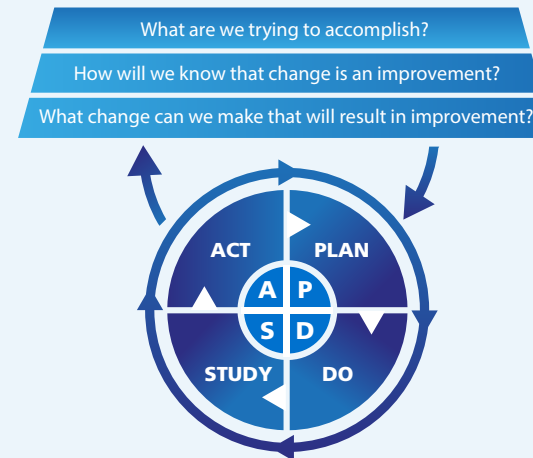 What are we trying to accomplish?
How will we know that change is an improvement?
What change can we make that will result in improvement?
ACT
PLAN
A
P
S
D
STUDY
DO